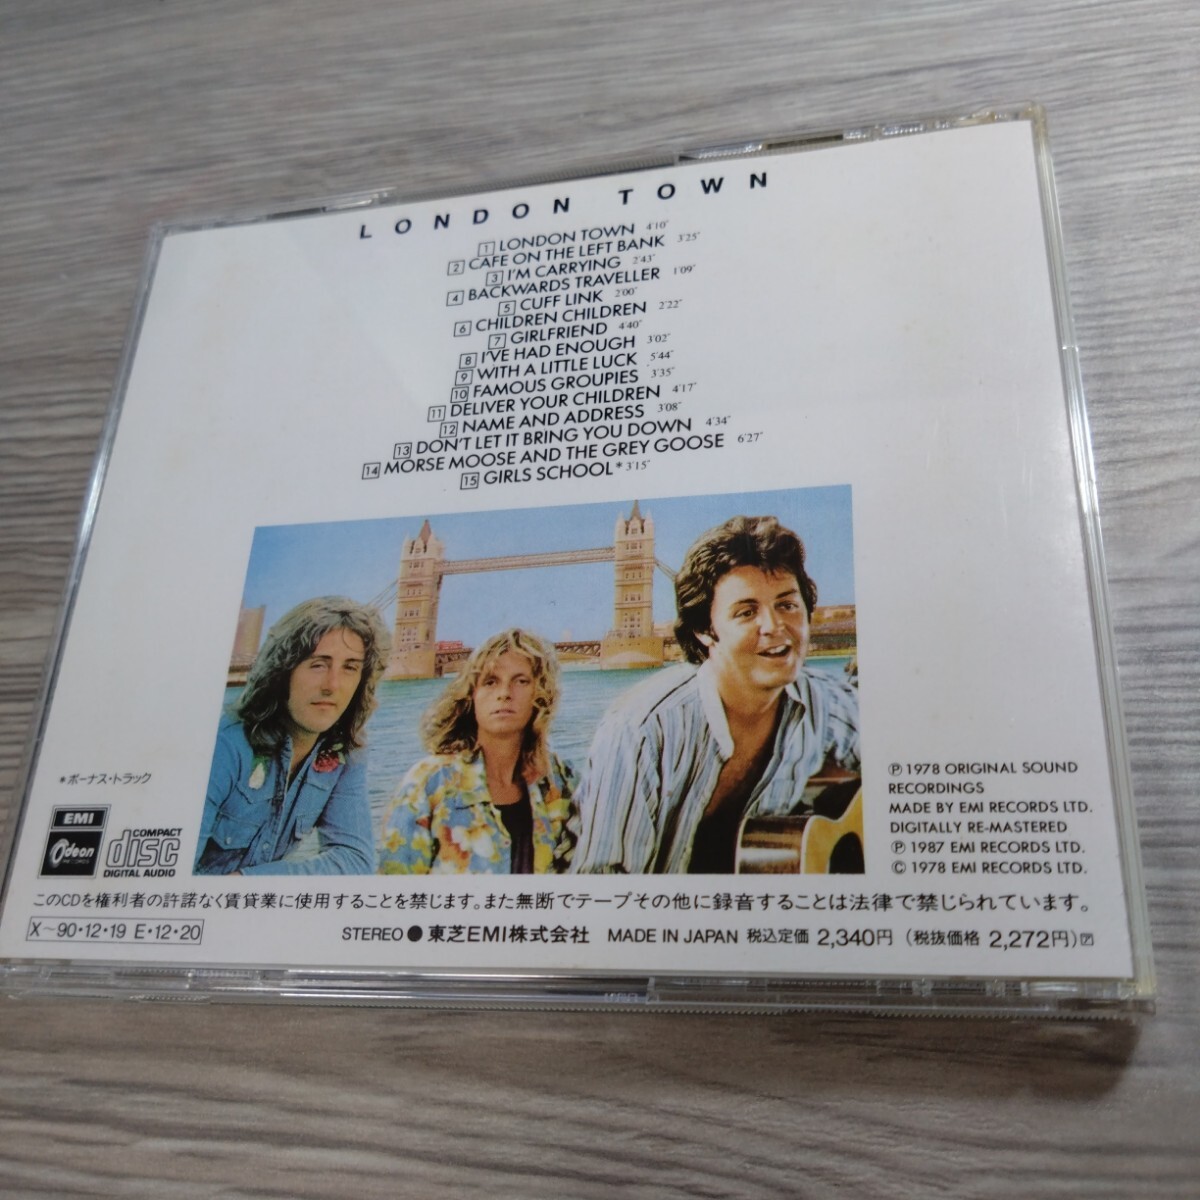 LONDON TOWN
1 LONDON TOWN 4'10"
2 CAFE ON THE LEFT BANK 3'25"
3 I'M CARRYING 2'43"
4 BACKWARDS TRAVELLER 1'09"
5 CUFF LINK 2'00"
6 CHILDREN CHILDREN 2'22"
7 GIRLFRIEND 4'40"
8 I'VE HAD ENOUGH 3'02"
9 WITH A LITTLE LUCK 5'44"
10 FAMOUS GROUPIES 3'35"
11 DELIVER YOUR CHILDREN 4'17"
12 NAME AND ADDRESS 3'08"
13 DON'T LET IT BRING YOU DOWN 4'34"
14 MORSE MOOSE AND THE GREY GOOSE 6'27"
15 GIRLS SCHOOL* 3'15"
*ボーナス・トラック
EMI
Odeon
COMPACT
disc
DIGITAL AUDIO
Ⓟ 1978 ORIGINAL SOUND
RECORDINGS
MADE BY EMI RECORDS LTD.
DIGITALLY RE-MASTERED
Ⓟ 1987 EMI RECORDS LTD.
© 1978 EMI RECORDS LTD.
このCDを権利者の許諾なく賃貸業に使用することを禁じます。また無断でテープその他に録音することは法律で禁じられています。
X〜90・12・19 E・12・20
STEREO ● 東芝EMI株式会社 MADE IN JAPAN 税込定価 2,340円 (税抜価格 2,272円)